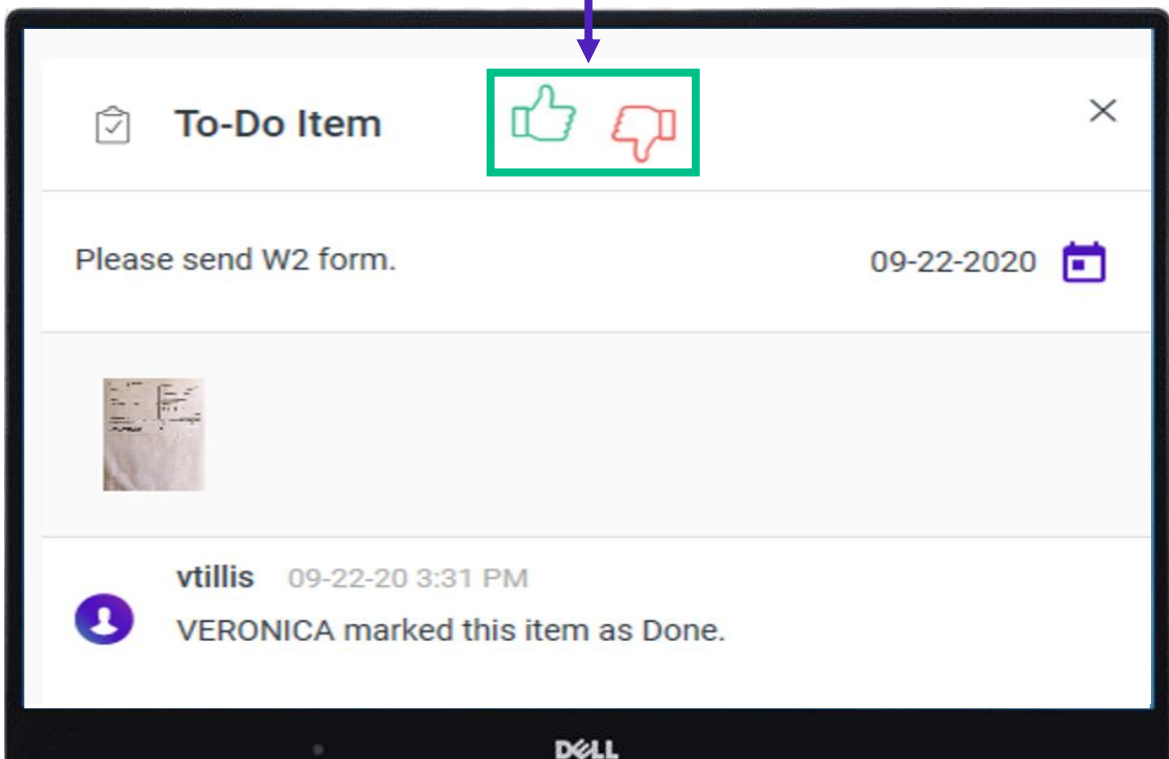 To-Do Item
Please send W2 form.
09-22-2020
vtillis 09-22-20 3:31 PM
VERONICA marked this item as Done.
DELL